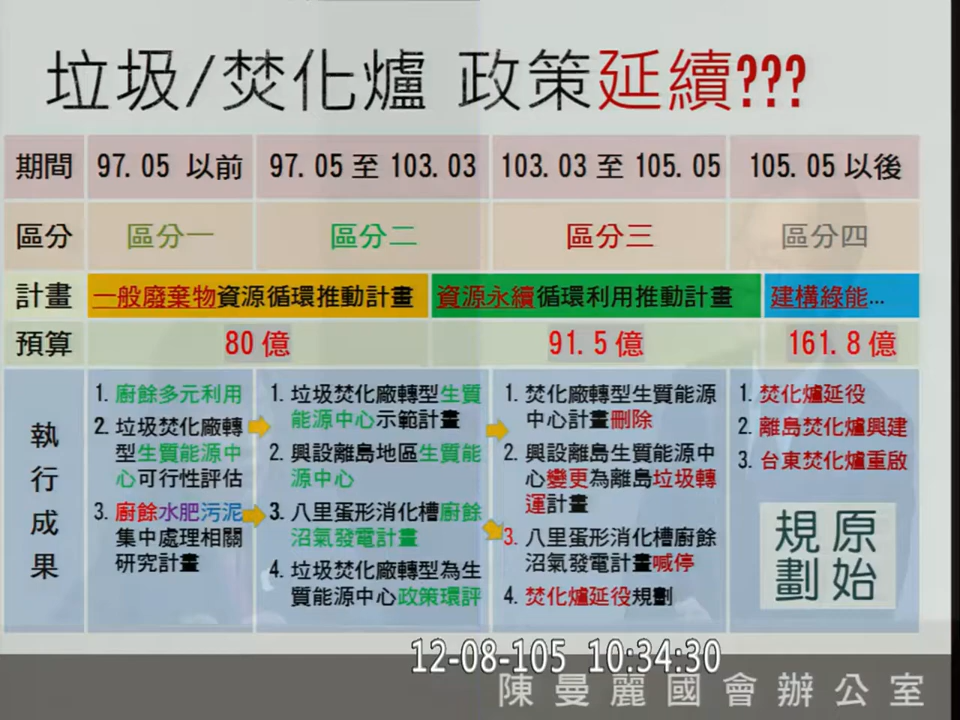 垃圾/焚化爐 政策延續???
期間 97.05 以前 97.05 至 103.03 103.03 至 105.05 105.05 以後
區分 區分一 區分二 區分三 區分四
計畫 一般廢棄物資源循環推動計畫 資源永續循環利用推動計畫 建構綠能…
預算 80 億 91.5 億 161.8 億
執行成果
1. 廚餘多元利用
2. 垃圾焚化廠轉
型生質能源中
心可行性評估
3. 廚餘水肥污泥
集中處理相關
研究計畫
1. 垃圾焚化廠轉型生質
能源中心示範計畫
2. 興設離島地區生質能
源中心
3. 八里蛋形消化槽廚餘
沼氣發電計畫
4. 垃圾焚化廠轉型為生
質能源中心政策環評
1. 焚化廠轉型生質能源
中心計畫刪除
2. 興設離島生質能源中
心變更為離島垃圾轉
運計畫
3. 八里蛋形消化槽廚餘
沼氣發電計畫喊停
4. 焚化爐延役規劃
1. 焚化爐延役
2. 離島焚化爐興建
3. 台東焚化爐重啟
原始規劃
12-08-105 10:34:30
陳曼麗國會辦公室